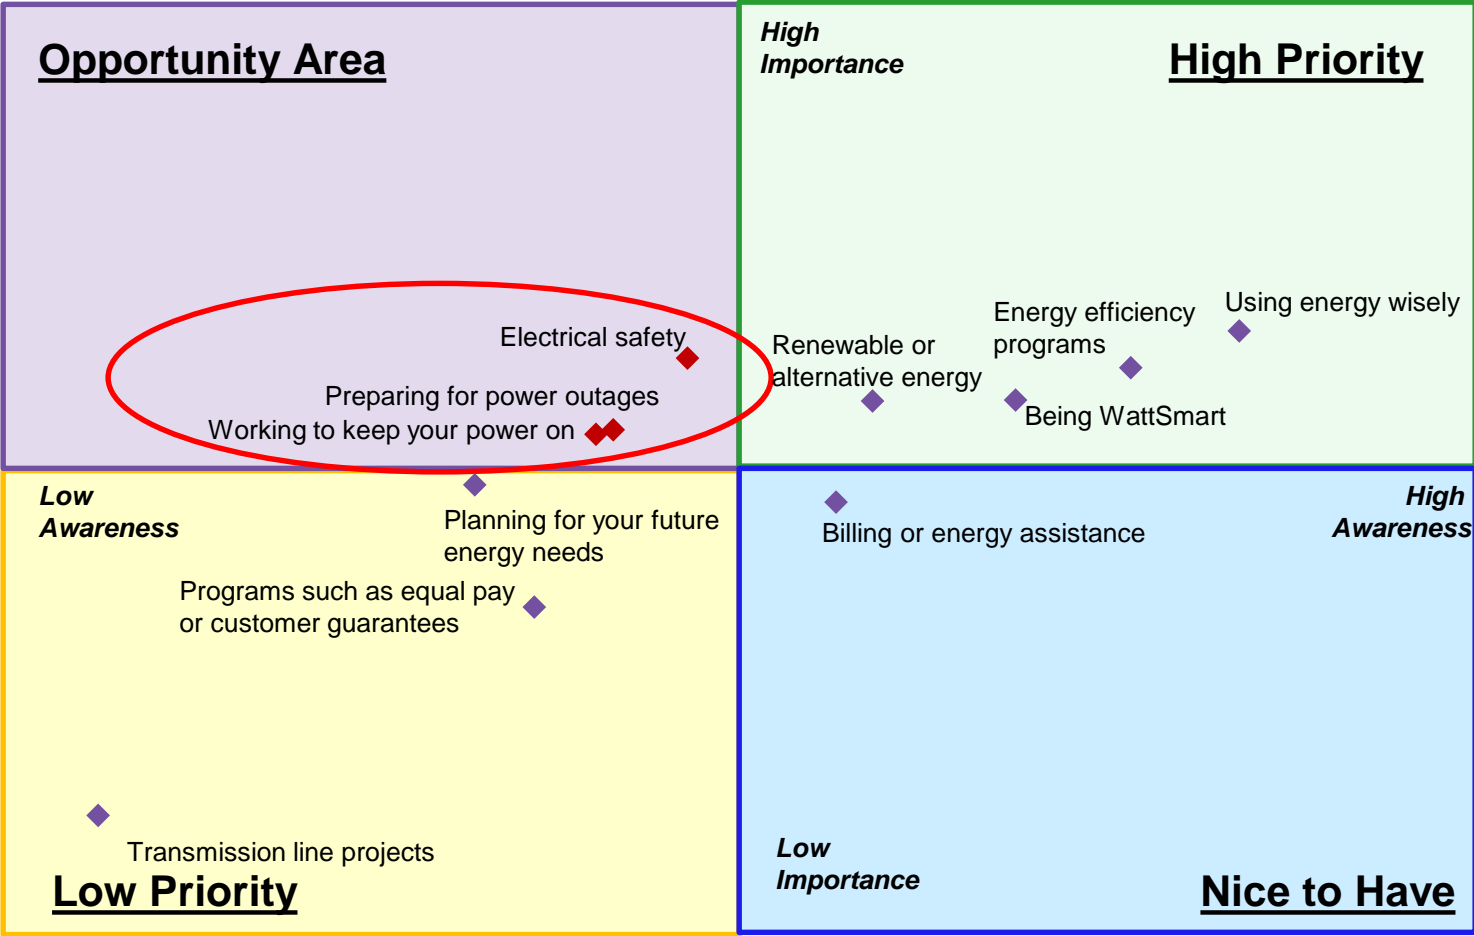 Opportunity Area
High
Importance
High Priority
Electrical safety
Preparing for power outages
Working to keep your power on
Renewable or
alternative energy
Energy efficiency
programs
Using energy wisely
Being WattSmart
Low
Awareness
Planning for your future
energy needs
Programs such as equal pay
or customer guarantees
Transmission line projects
Low Priority
High
Awareness
Billing or energy assistance
Low
Importance
Nice to Have